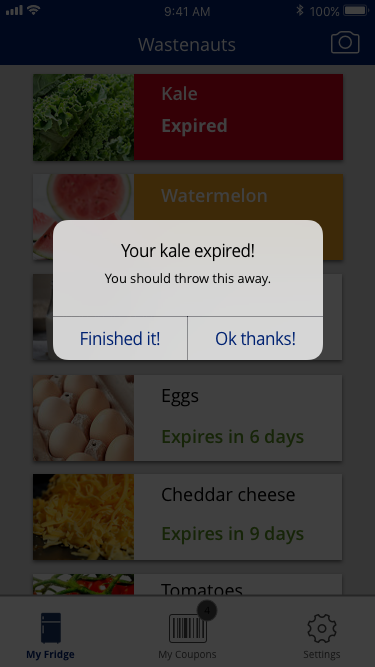 9:41 AM 100%
Wastenauts
Kale
Expired
Watermelon
Your kale expired!
You should throw this away.
Finished it! Ok thanks!
Eggs
Expires in 6 days
Cheddar cheese
Expires in 9 days
Tomatoes
4
My Fridge My Coupons Settings